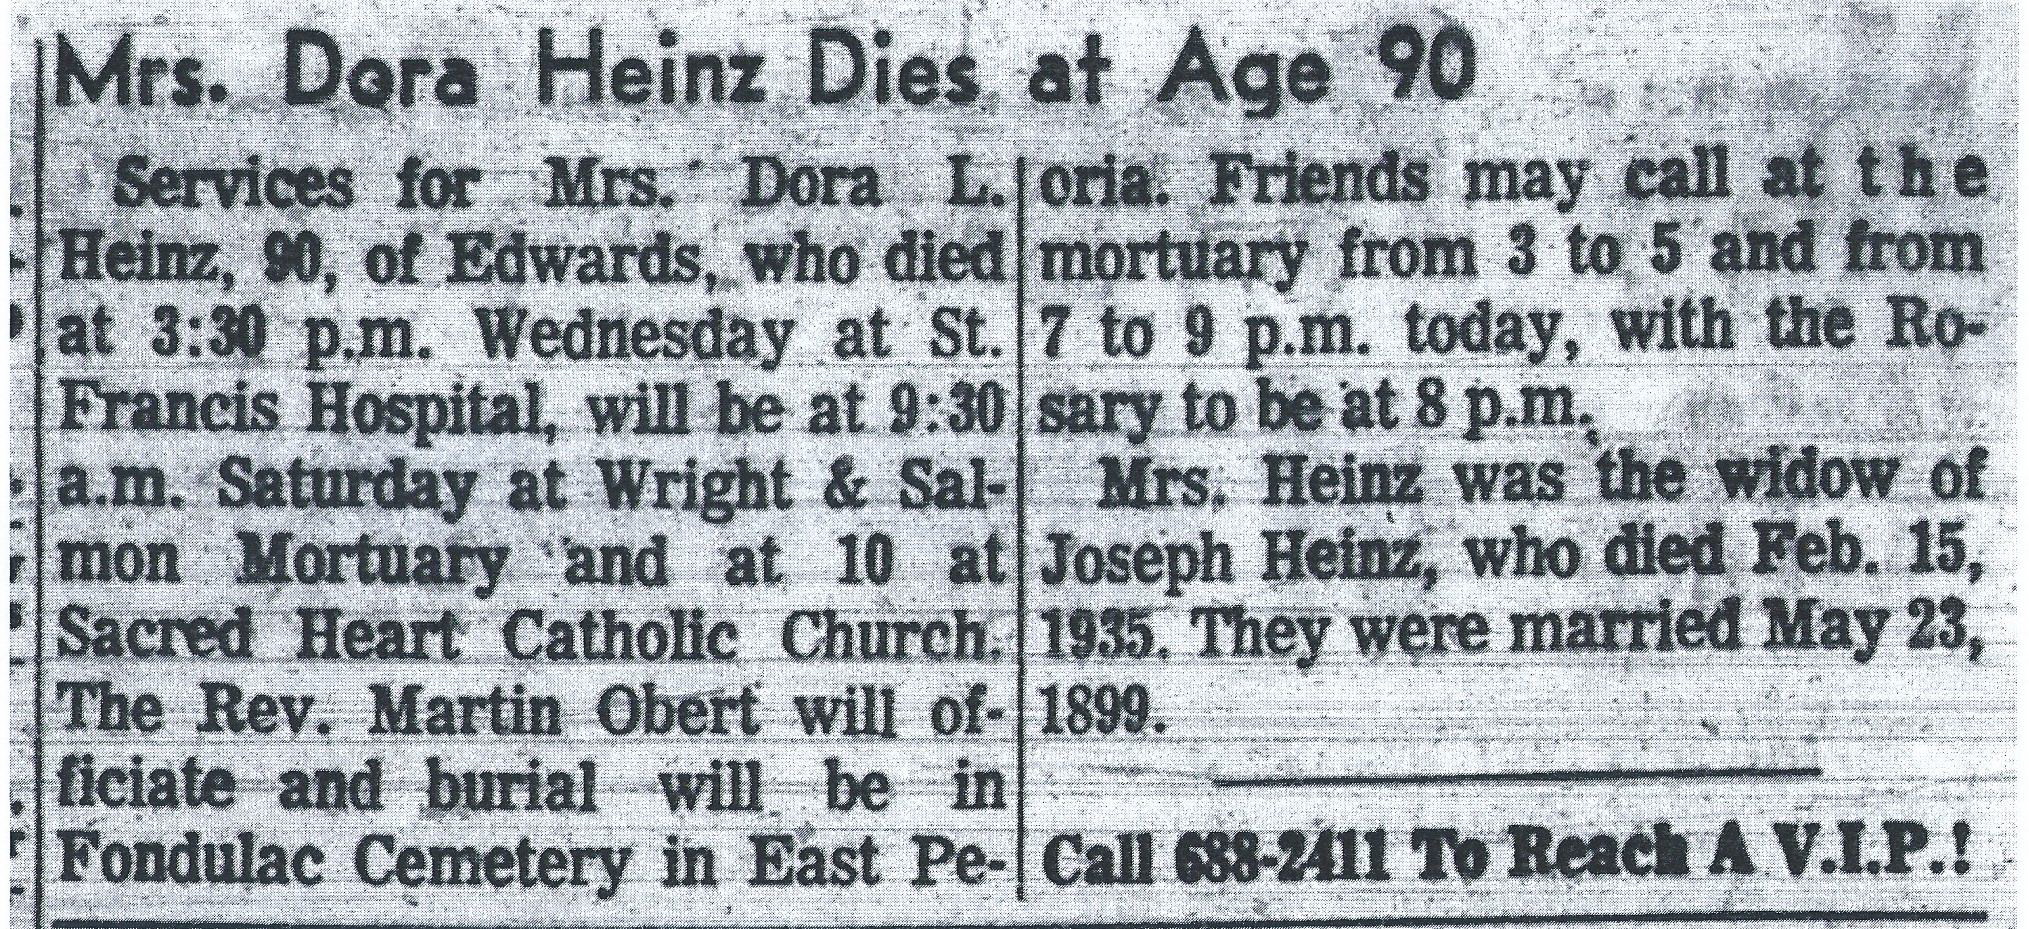 Mrs. Dora Heinz Dies at Age 90
Services for Mrs. Dora L.
Heinz, 90, of Edwards, who died
at 3:30 p.m. Wednesday at St.
Francis Hospital, will be at 9:30
a.m. Saturday at Wright & Sal-
mon Mortuary and at 10 at
Sacred Heart Catholic Church.
The Rev. Martin Obert will of-
ficiate and burial will be in
Fondulac Cemetery in East Pe-
oria. Friends may call at the
mortuary from 3 to 5 and from
7 to 9 p.m. today, with the Ro-
sary to be at 8 p.m.
Mrs. Heinz was the widow of
Joseph Heinz, who died Feb. 15,
1935. They were married May 23,
1899.
Call 688-2411 To Reach A V.I.P.!